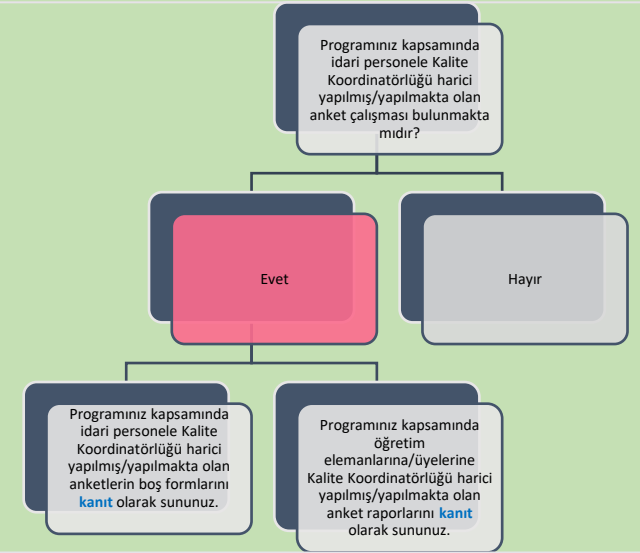 Programınız kapsamında
idari personele Kalite
Koordinatörlüğü harici
yapılmış/yapılmakta olan
anket çalışması bulunmakta
mıdır?
Evet
Hayır
Programınız kapsamında
idari personele Kalite
Koordinatörlüğü harici
yapılmış/yapılmakta olan
anketlerin boş formlarını
kanıt olarak sununuz.
Programınız kapsamında
öğretim
elemanlarına/üyelerine
Kalite Koordinatörlüğü harici
yapılmış/yapılmakta olan
anket raporlarını kanıt
olarak sununuz.